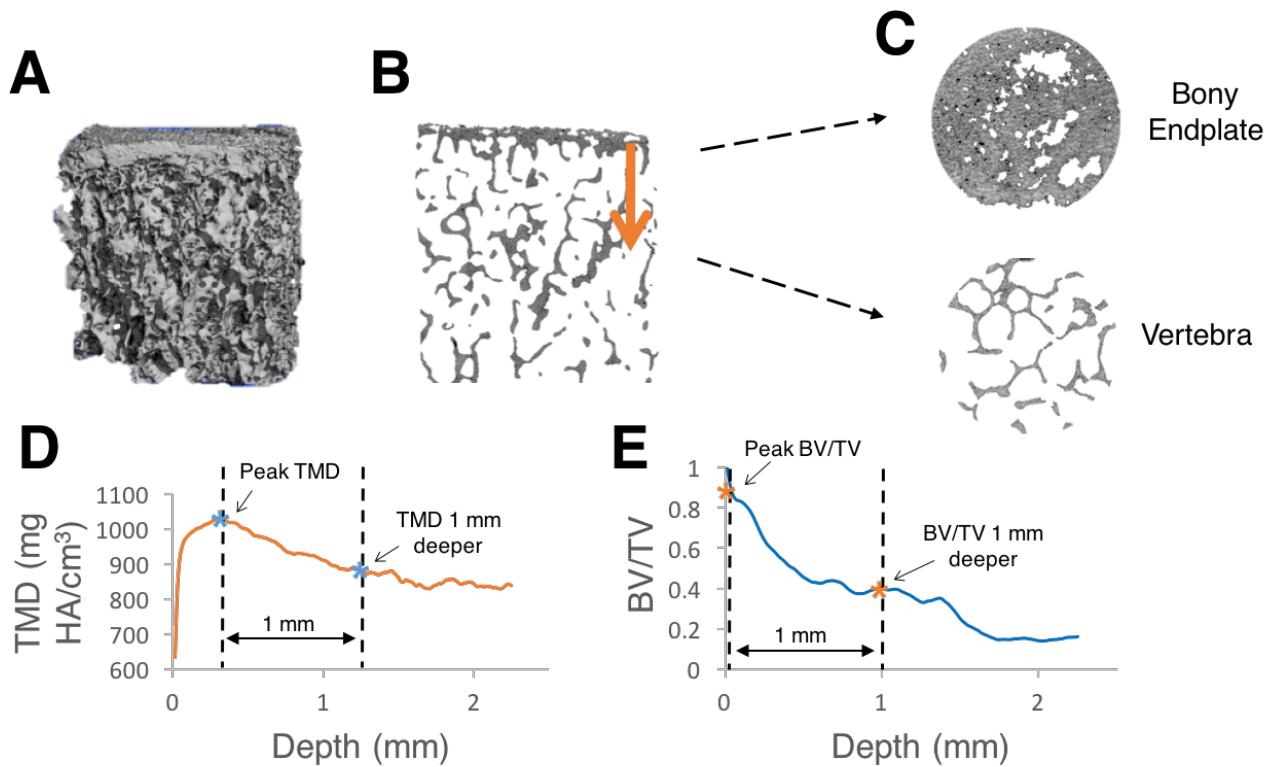 A
B
C
Bony
Endplate
Vertebra
D
Peak TMD
TMD 1 mm
deeper
1 mm
TMD (mg
HA/cm³)
1100
1000
900
800
700
600
0
1
2
Depth (mm)
E
Peak BV/TV
BV/TV 1 mm
deeper
1 mm
BV/TV
1
0.8
0.6
0.4
0.2
0
0
1
2
Depth (mm)